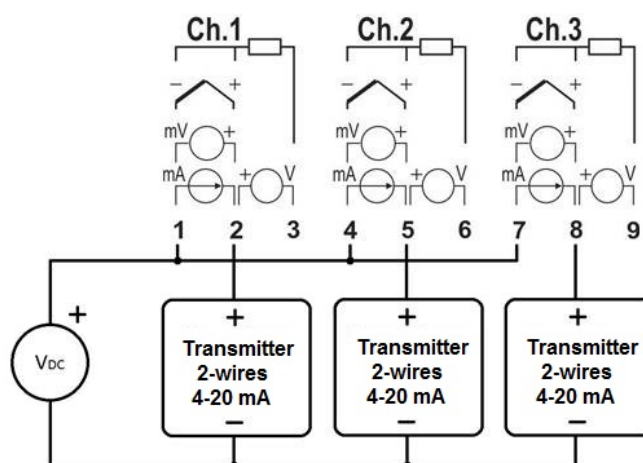 Ch.1 Ch.2 Ch.3
− + − + − +
mV + mV + mV +
mA + V mA + V mA + V
1 2 3 4 5 6 7 8 9
+ + + +
VDC
Transmitter Transmitter Transmitter
2-wires 2-wires 2-wires
4-20 mA 4-20 mA 4-20 mA
− − −